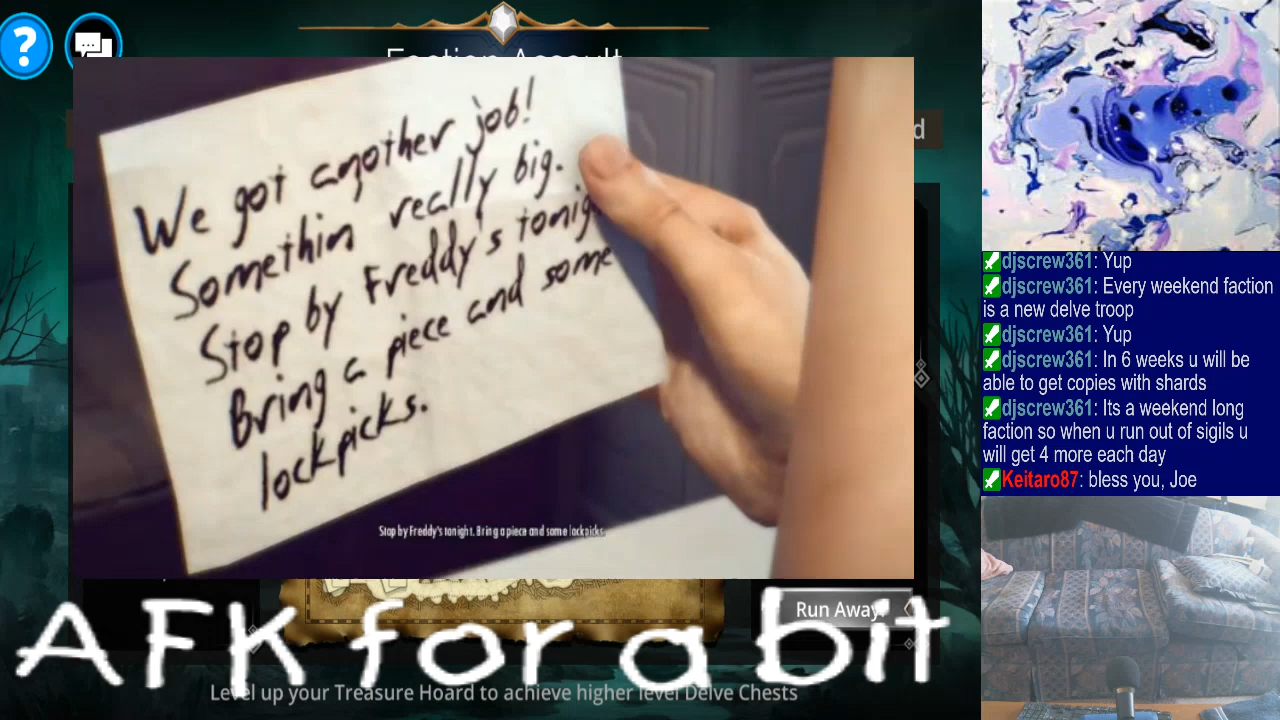 ?
Faction Assault
d
We got another job!
Somethin really big.
Stop by Freddy's tonig
Bring a piece and some
lockpicks.
Stop by Freddy's tonight. Bring a piece and some lockpicks.
Run Away!
AFK for a bit
Level up your Treasure Hoard to achieve higher level Delve Chests
djscrew361: Yup
djscrew361: Every weekend faction
is a new delve troop
djscrew361: Yup
djscrew361: In 6 weeks u will be
able to get copies with shards
djscrew361: Its a weekend long
faction so when u run out of sigils u
will get 4 more each day
Keitaro87: bless you, Joe